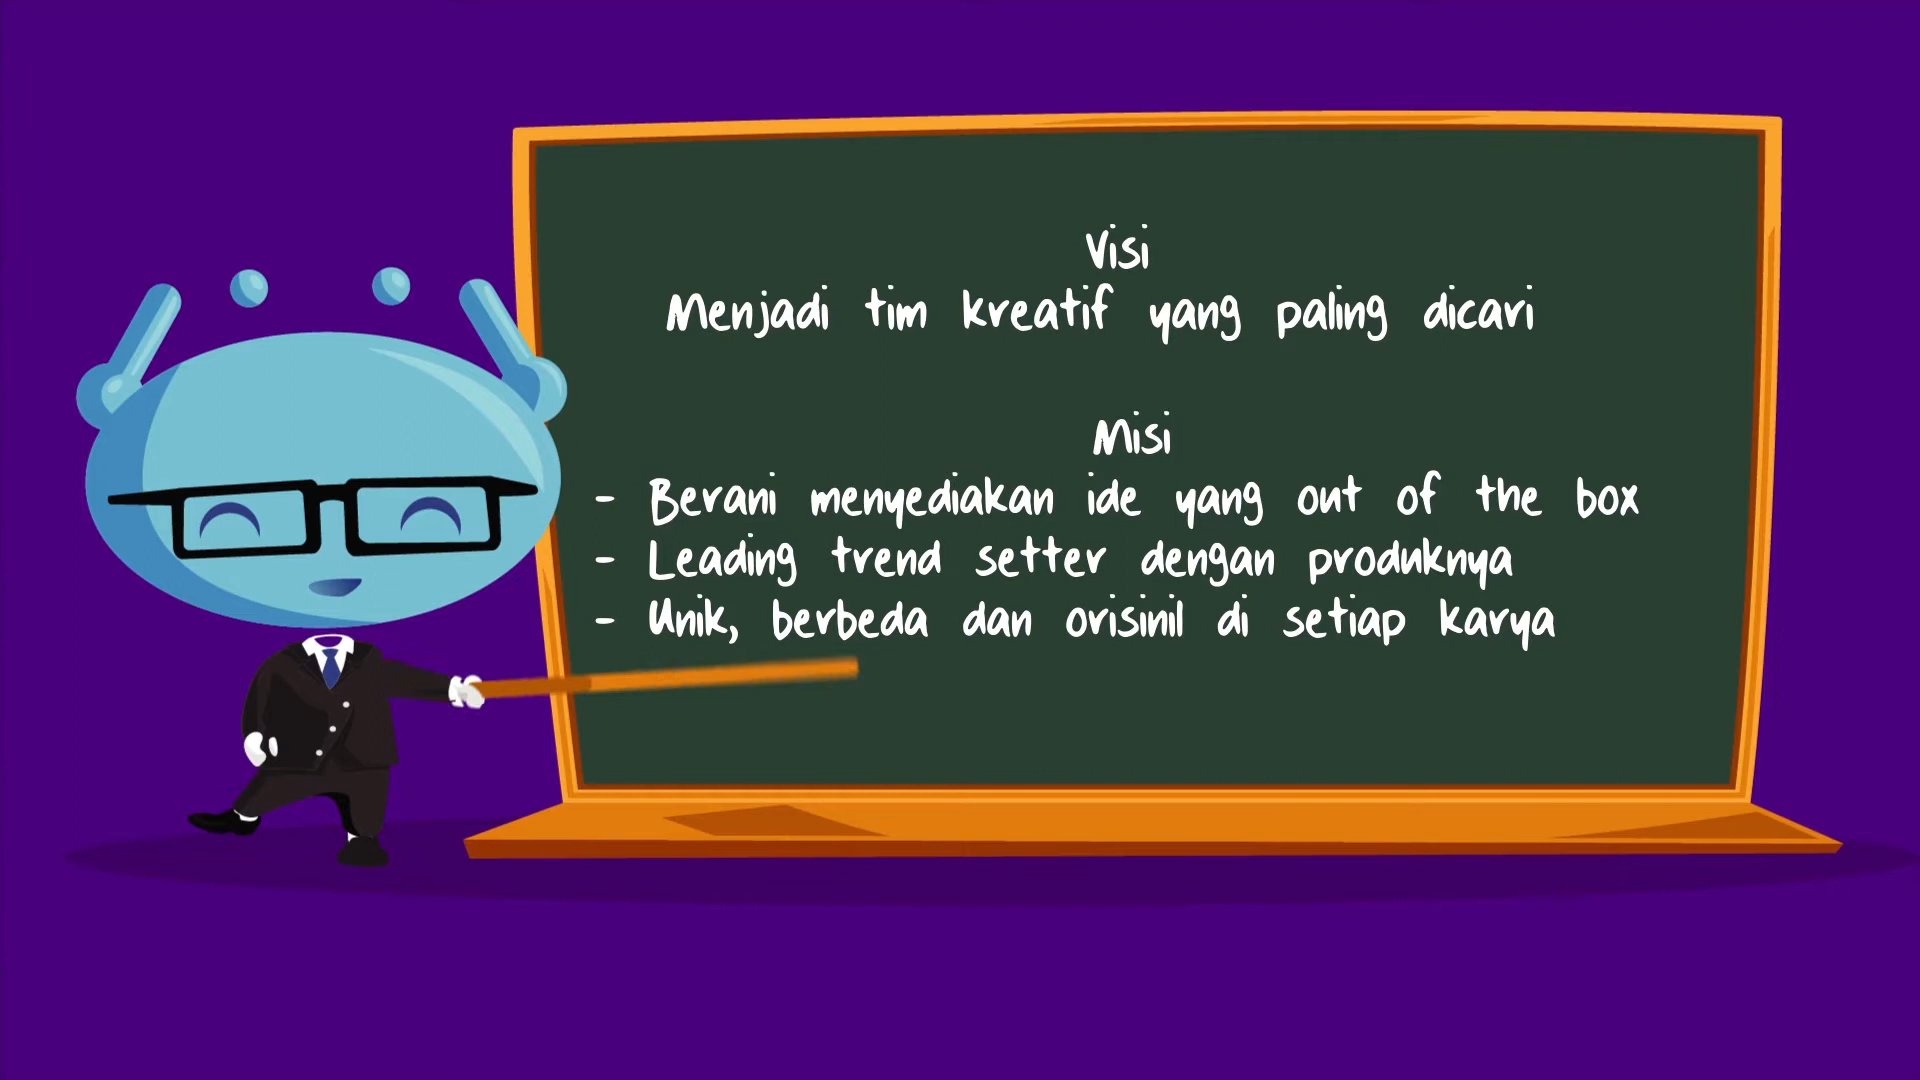 Visi
Menjadi tim kreatif yang paling dicari
Misi
- Berani menyediakan ide yang out of the box
- Leading trend setter dengan produknya
- Unik, berbeda dan orisinil di setiap karya